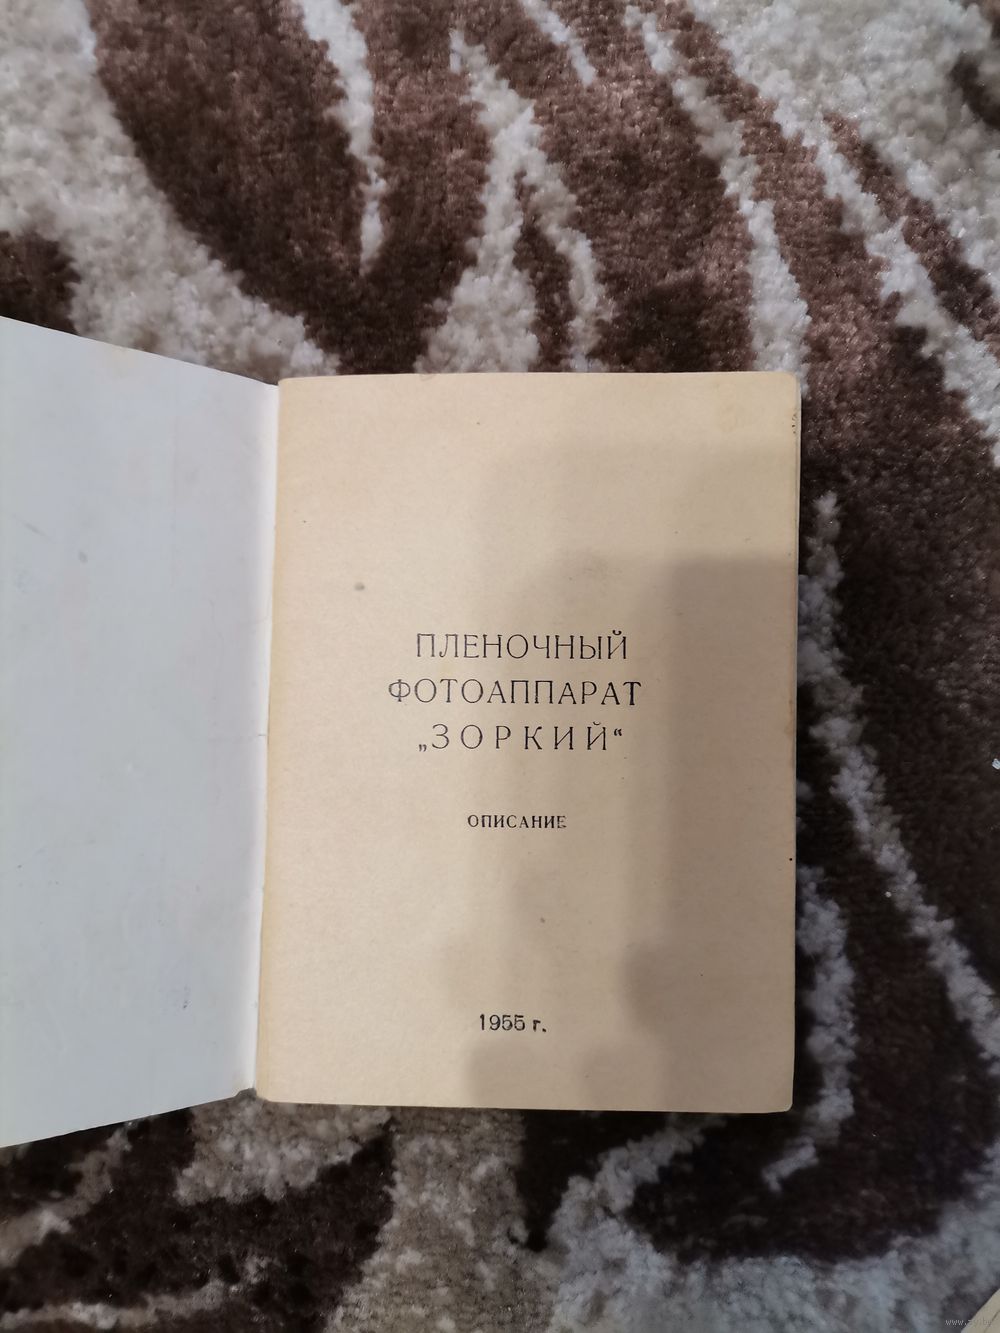 ПЛЕНОЧНЫЙ
ФОТОАППАРАТ
„ЗОРКИЙ“
ОПИСАНИЕ
1955 г.